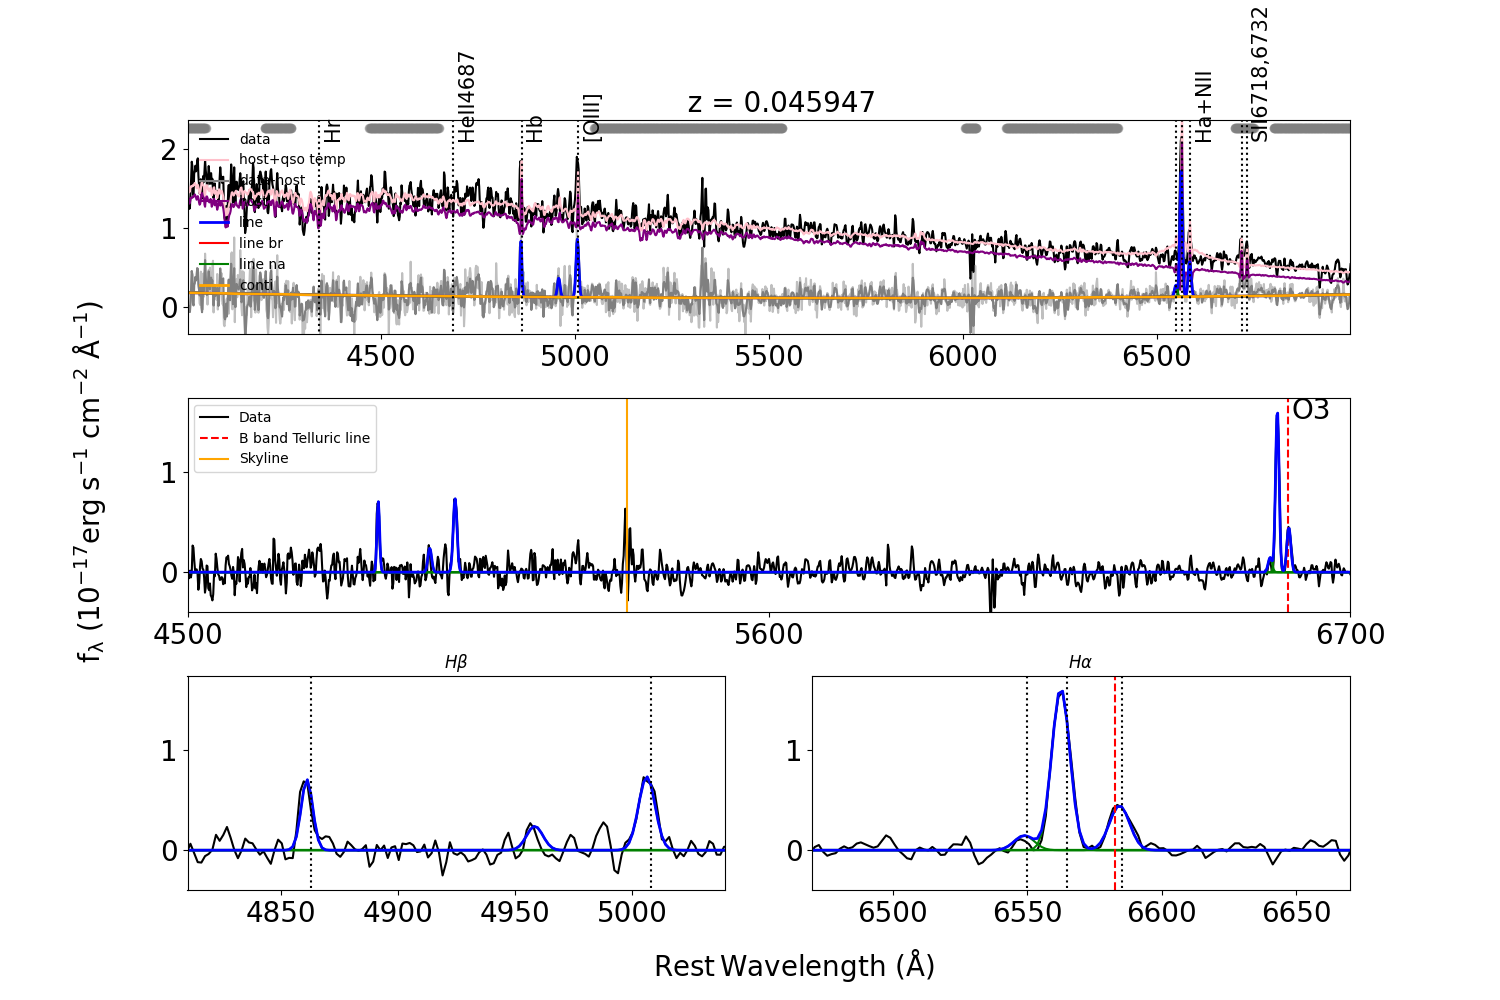 z = 0.045947
Hr
HeII4687
Hb
[OIII]
Ha+NII
SII6718,6732
data
host+qso temp
data-host
line
line br
line na
conti
2
1
0
4500
5000
5500
6000
6500
f_λ (10^−17 erg s^−1 cm^−2 Å^−1)
Data
B band Telluric line
Skyline
O3
1
0
4500
5600
6700
Hβ
1
0
4850
4900
4950
5000
Hα
1
0
6500
6550
6600
6650
Rest Wavelength (Å)